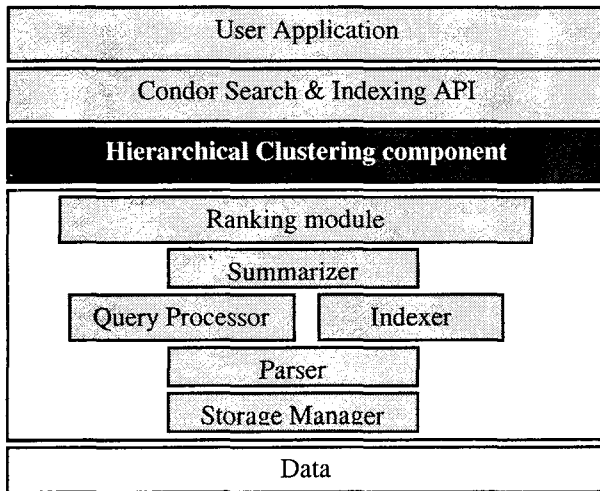 User Application
Condor Search & Indexing API
Hierarchical Clustering component
Ranking module
Summarizer
Query Processor Indexer
Parser
Storage Manager
Data